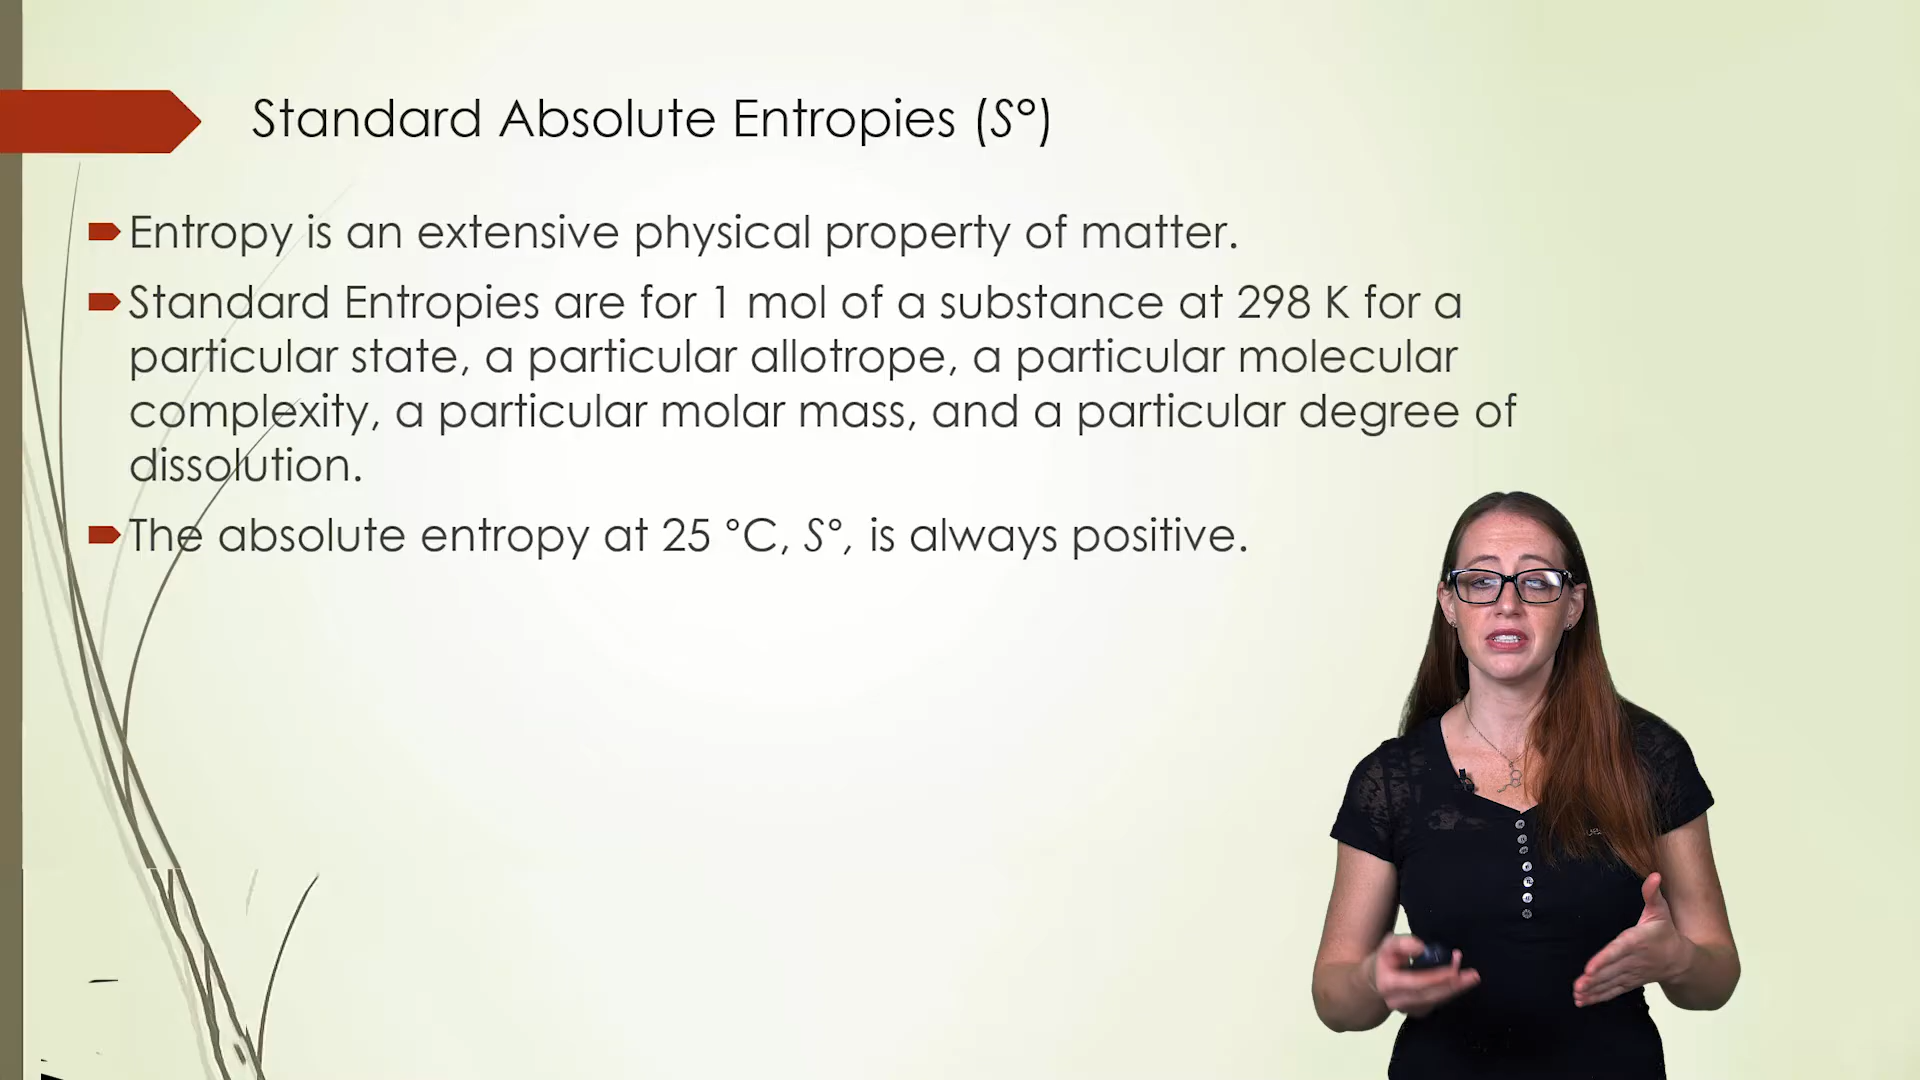 Standard Absolute Entropies (S°)
Entropy is an extensive physical property of matter.
Standard Entropies are for 1 mol of a substance at 298 K for a
particular state, a particular allotrope, a particular molecular
complexity, a particular molar mass, and a particular degree of
dissolution.
The absolute entropy at 25 °C, S°, is always positive.